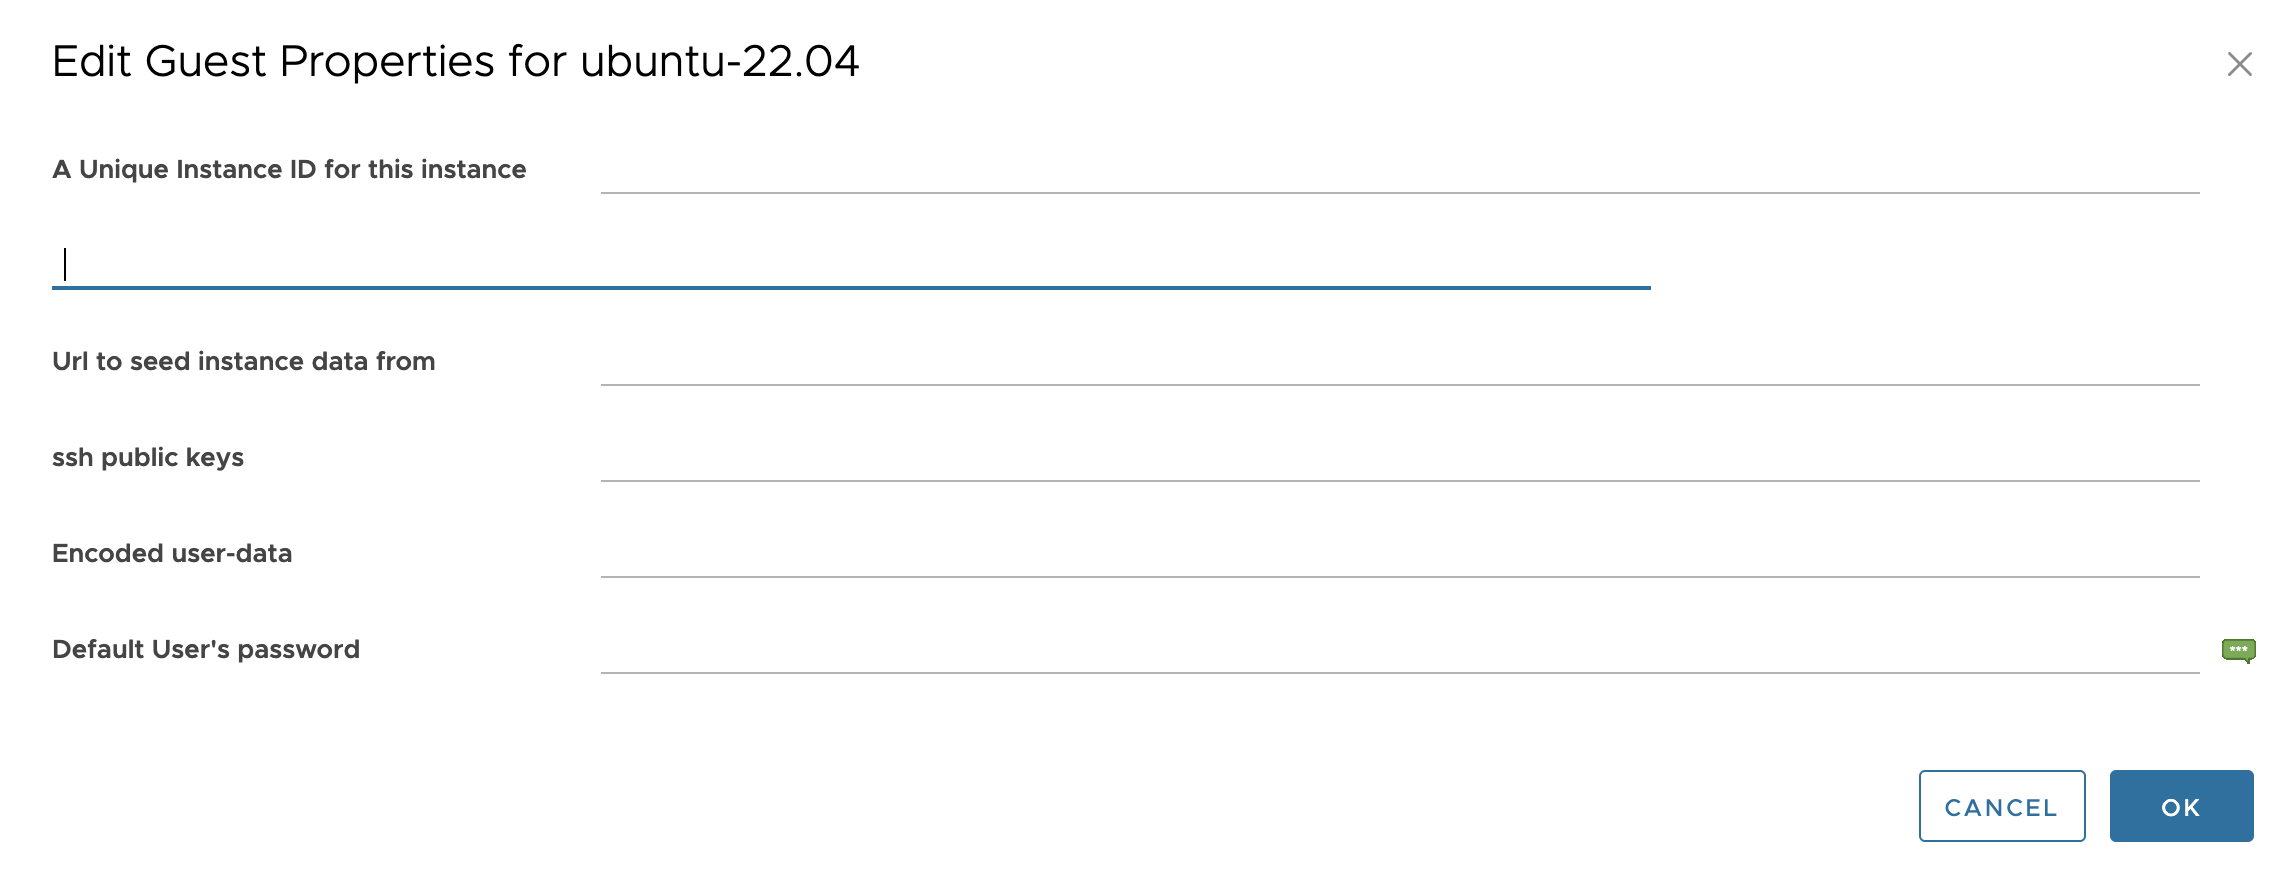 Edit Guest Properties for ubuntu-22.04
A Unique Instance ID for this instance
Url to seed instance data from
ssh public keys
Encoded user-data
Default User's password
***
CANCEL
OK